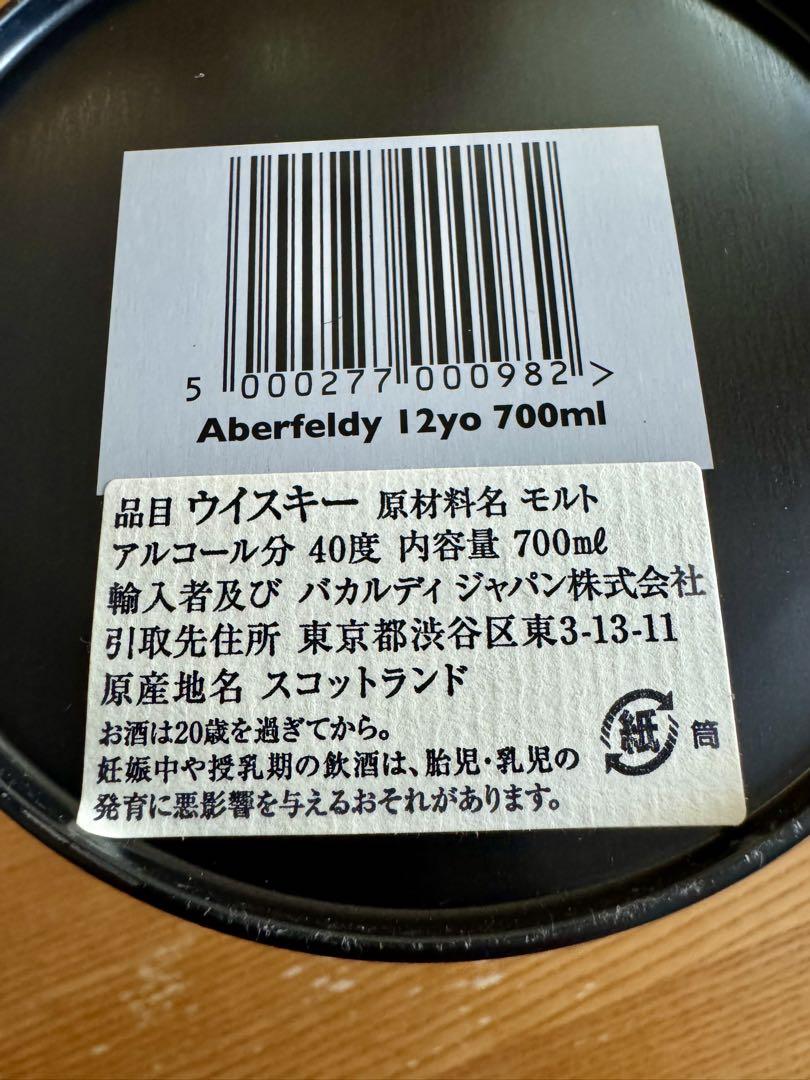 5 000277 000982 >
Aberfeldy 12yo 700ml
品目 ウイスキー 原材料名 モルト
アルコール分 40度 内容量 700mℓ
輸入者及び バカルディ ジャパン株式会社
引取先住所 東京都渋谷区東3-13-11
原産地名 スコットランド
お酒は20歳を過ぎてから。
妊娠中や授乳期の飲酒は、胎児・乳児の
発育に悪影響を与えるおそれがあります。
紙 筒